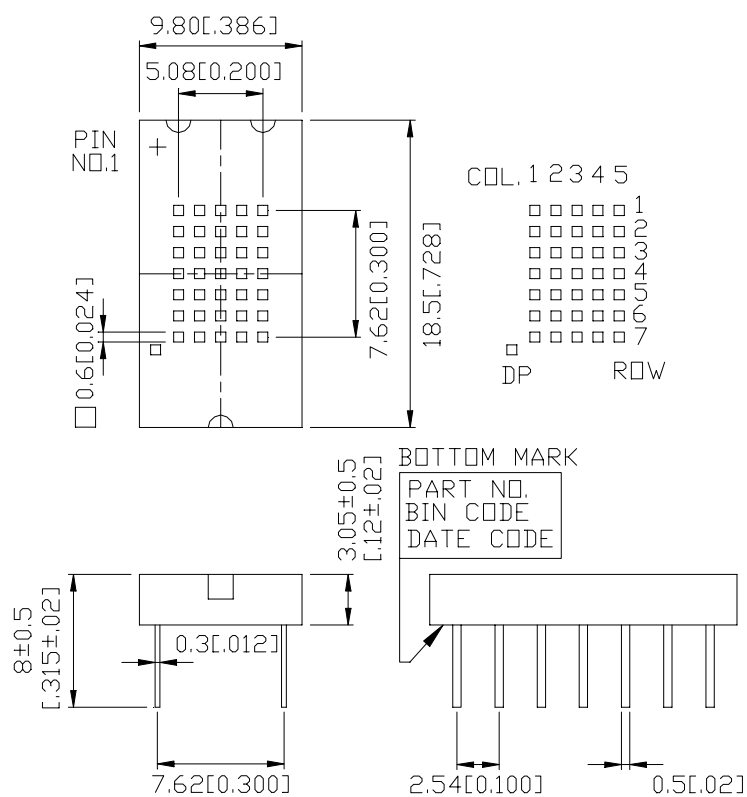 9.80[.386]
5.08[0.200]
PIN
NO.1
+
COL. 1 2 3 4 5
1
2
3
4
5
6
7
DP
ROW
7.62[0.300]
18.5[.728]
0.6[0.024]
BOTTOM MARK
PART NO.
BIN CODE
DATE CODE
3.05±0.5
[.12±.02]
8±0.5
[.315±.02]
0.3[.012]
7.62[0.300]
2.54[0.100]
0.5[.02]